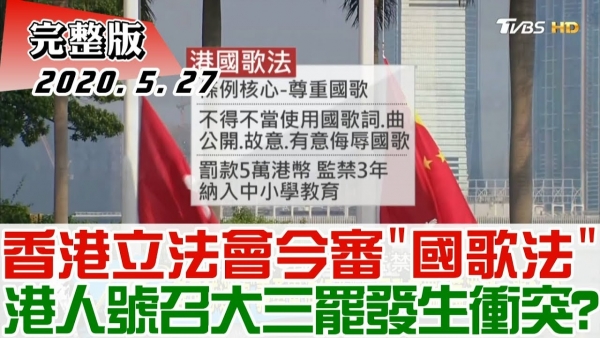 完整版
TVBS HD
2020.5.27
港國歌法
條例核心-尊重國歌
不得不當使用國歌詞.曲
公開.故意.有意侮辱國歌
罰款5萬港幣 監禁3年
納入中小學教育
香港立法會今審"國歌法"
港人號召大三罷發生衝突?